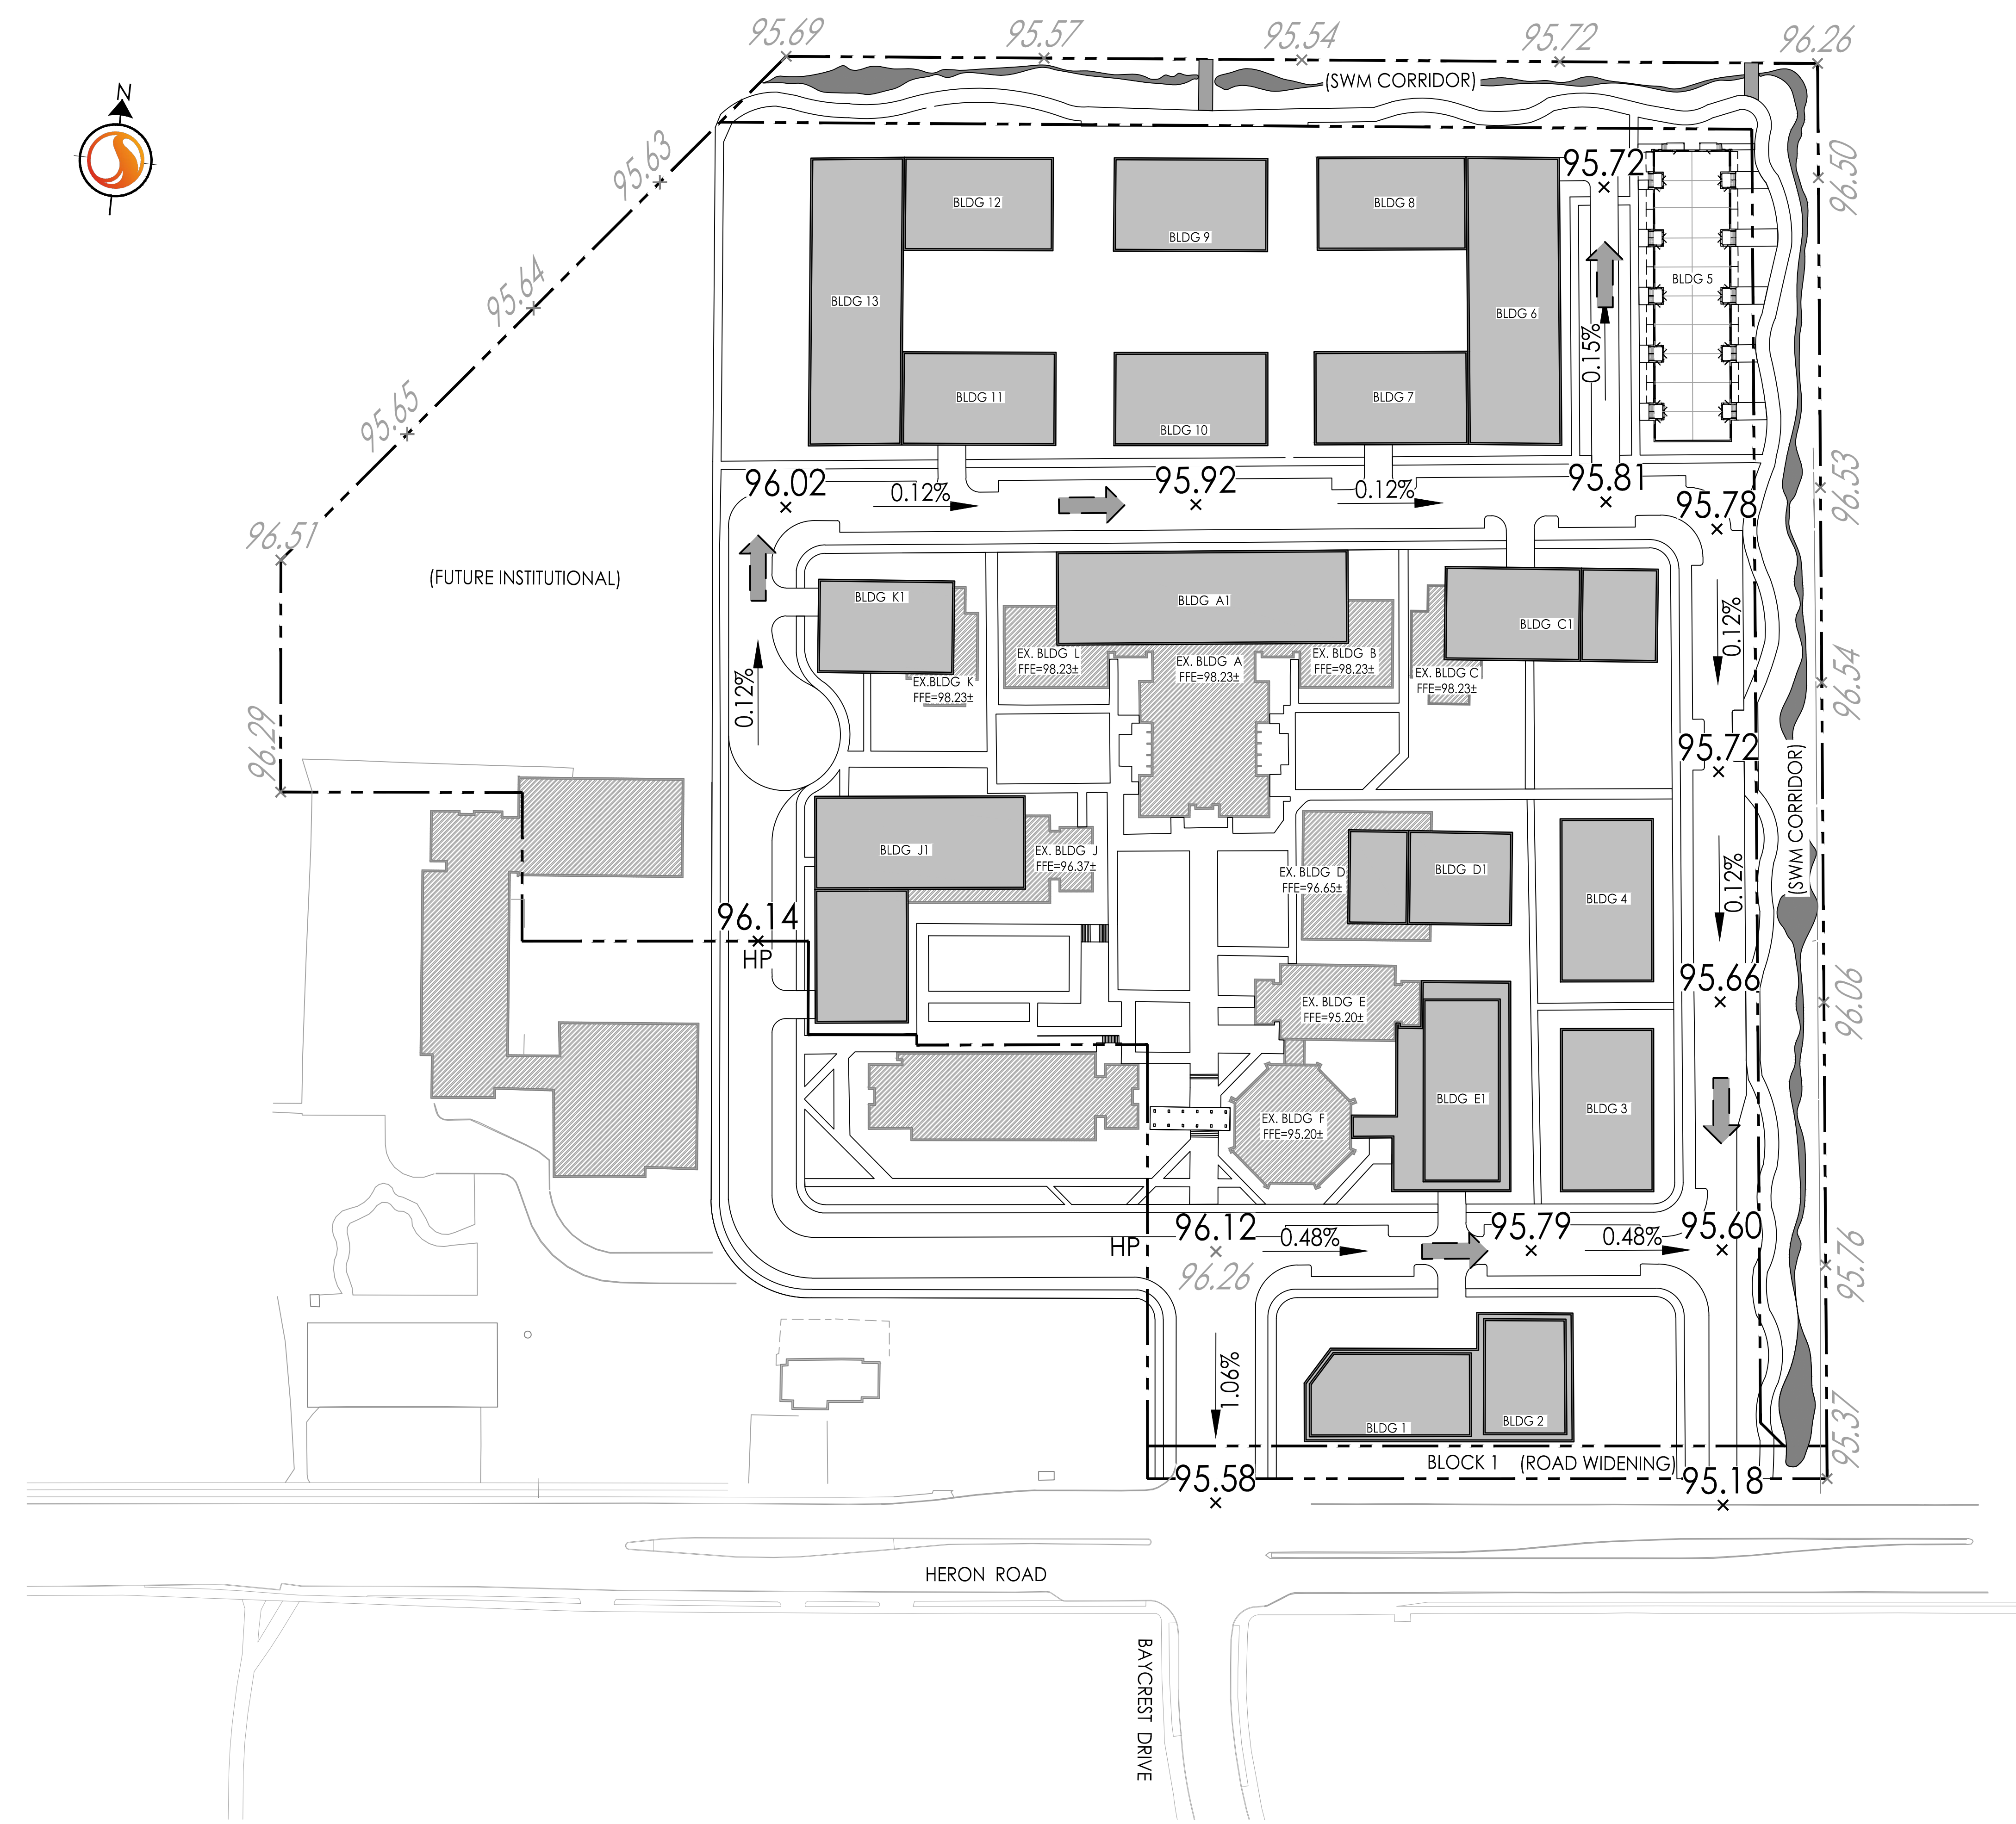 95.69
95.57
95.54
95.72
96.26
(SWM CORRIDOR)
N
95.63
95.72
96.50
BLDG 12
BLDG 9
BLDG 8
95.64
BLDG 13
BLDG 6
BLDG 5
0.15%
95.65
BLDG 11
BLDG 10
BLDG 7
96.02
0.12%
95.92
0.12%
95.81
95.78
96.53
96.51
(FUTURE INSTITUTIONAL)
BLDG K1
BLDG A1
BLDG C1
0.12%
EX. BLDG L
FFE=98.23±
EX. BLDG A
FFE=98.23±
EX. BLDG B
FFE=98.23±
EX. BLDG C
FFE=98.23±
EX.BLDG K
FFE=98.23±
0.12%
96.54
96.29
95.72
(SWM CORRIDOR)
BLDG J1
EX. BLDG J
FFE=96.37±
EX. BLDG D
FFE=96.65±
BLDG D1
BLDG 4
0.12%
96.14
HP
95.66
96.06
EX. BLDG E
FFE=95.20±
BLDG E1
BLDG 3
EX. BLDG F
FFE=95.20±
96.12
HP
0.48%
95.79
0.48%
95.60
95.76
96.26
1.06%
BLDG 1
BLDG 2
95.37
BLOCK 1 (ROAD WIDENING)
95.58
95.18
HERON ROAD
BAYCREST DRIVE